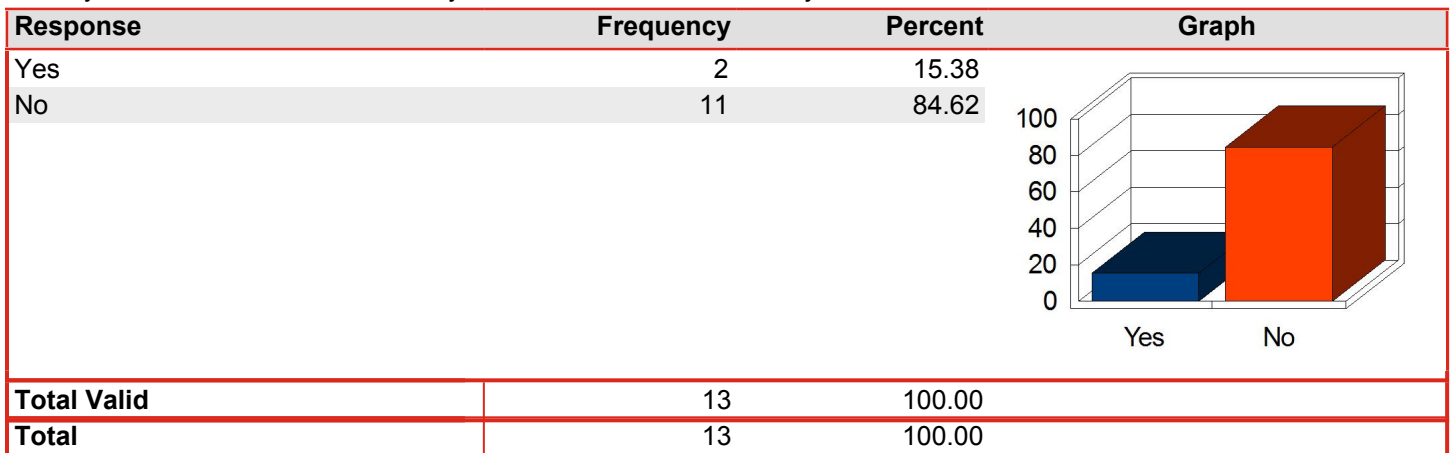 Response Frequency Percent Graph
Yes 2 15.38
No 11 84.62
100
80
60
40
20
0
Yes No
Total Valid 13 100.00
Total 13 100.00